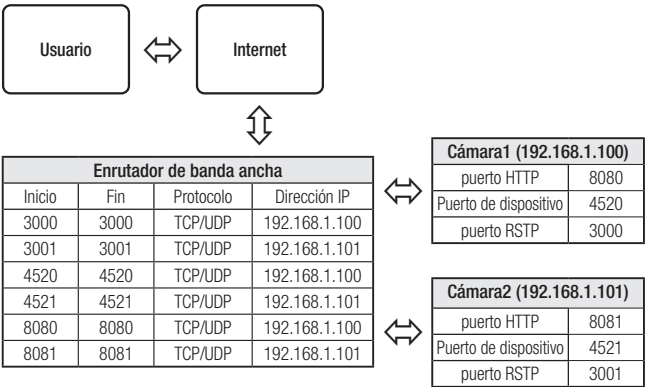 Usuario
Internet
Enrutador de banda ancha
Inicio Fin Protocolo Dirección IP
3000 3000 TCP/UDP 192.168.1.100
3001 3001 TCP/UDP 192.168.1.101
4520 4520 TCP/UDP 192.168.1.100
4521 4521 TCP/UDP 192.168.1.101
8080 8080 TCP/UDP 192.168.1.100
8081 8081 TCP/UDP 192.168.1.101
Cámara1 (192.168.1.100)
puerto HTTP 8080
Puerto de dispositivo 4520
puerto RSTP 3000
Cámara2 (192.168.1.101)
puerto HTTP 8081
Puerto de dispositivo 4521
puerto RSTP 3001